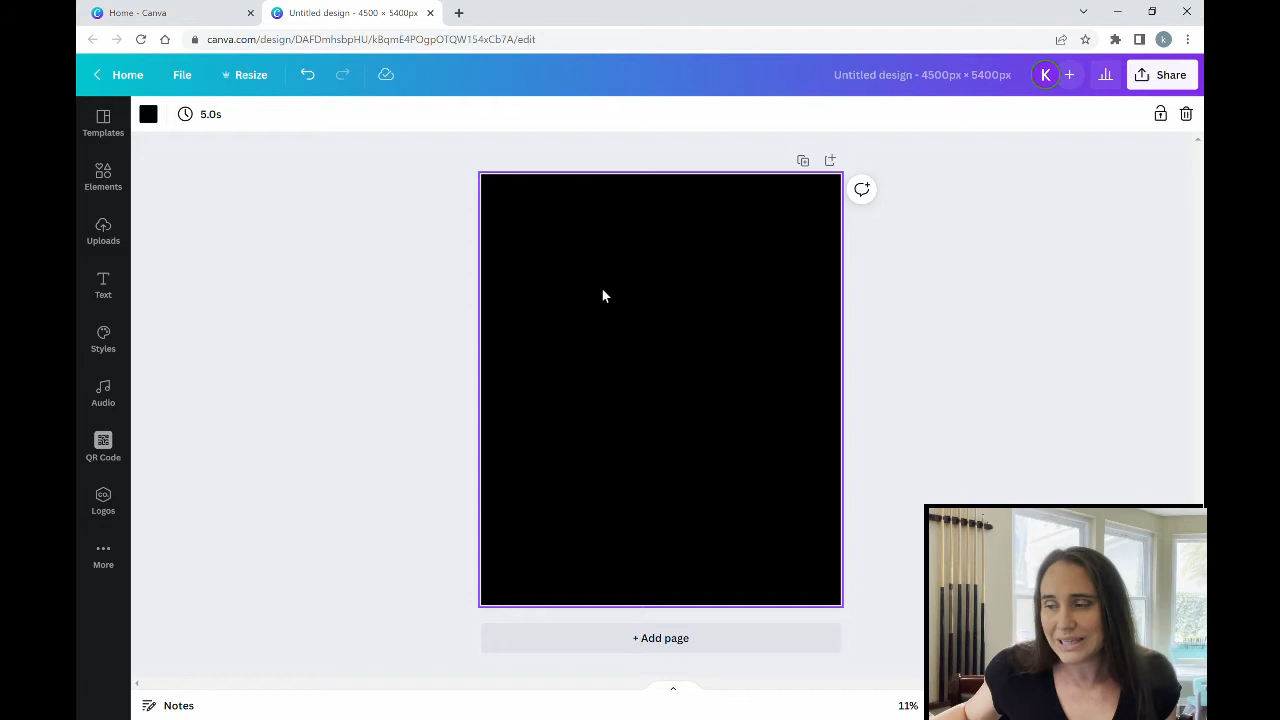 Home - Canva
Untitled design - 4500 × 5400px
canva.com/design/DAFDmhsbpHU/kBqmE4POgpOTQW154xCb7A/edit
K
Home
File
Resize
Untitled design - 4500px × 5400px
K
Share
Templates
5.0s
Elements
Uploads
Text
Styles
Audio
QR Code
CO.
Logos
More
+ Add page
Notes
11%